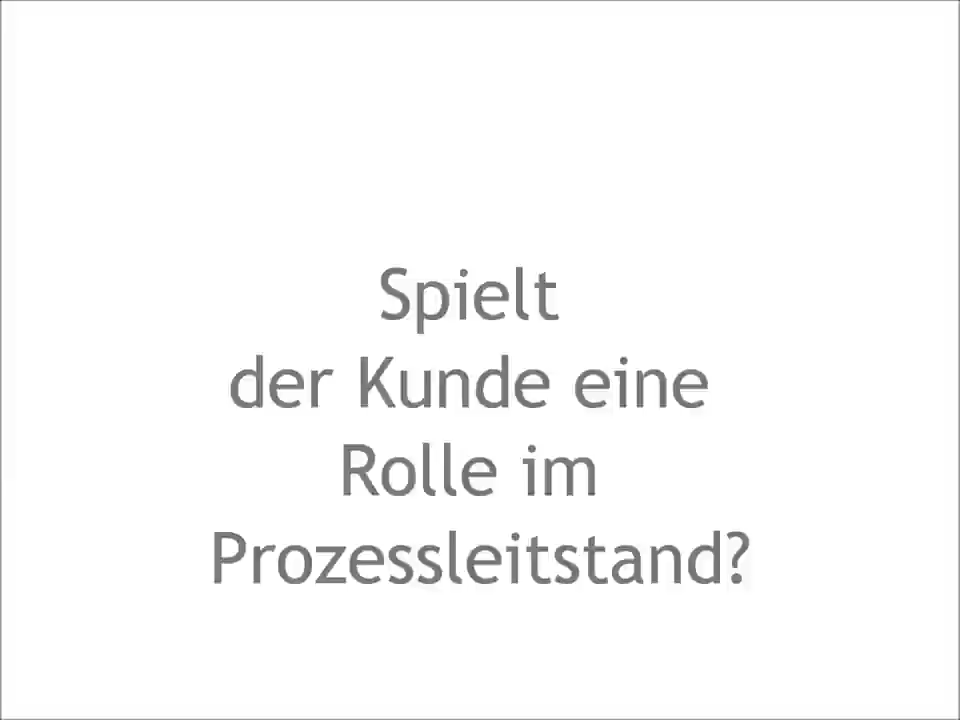 Spielt
der Kunde eine
Rolle im
Prozessleitstand?